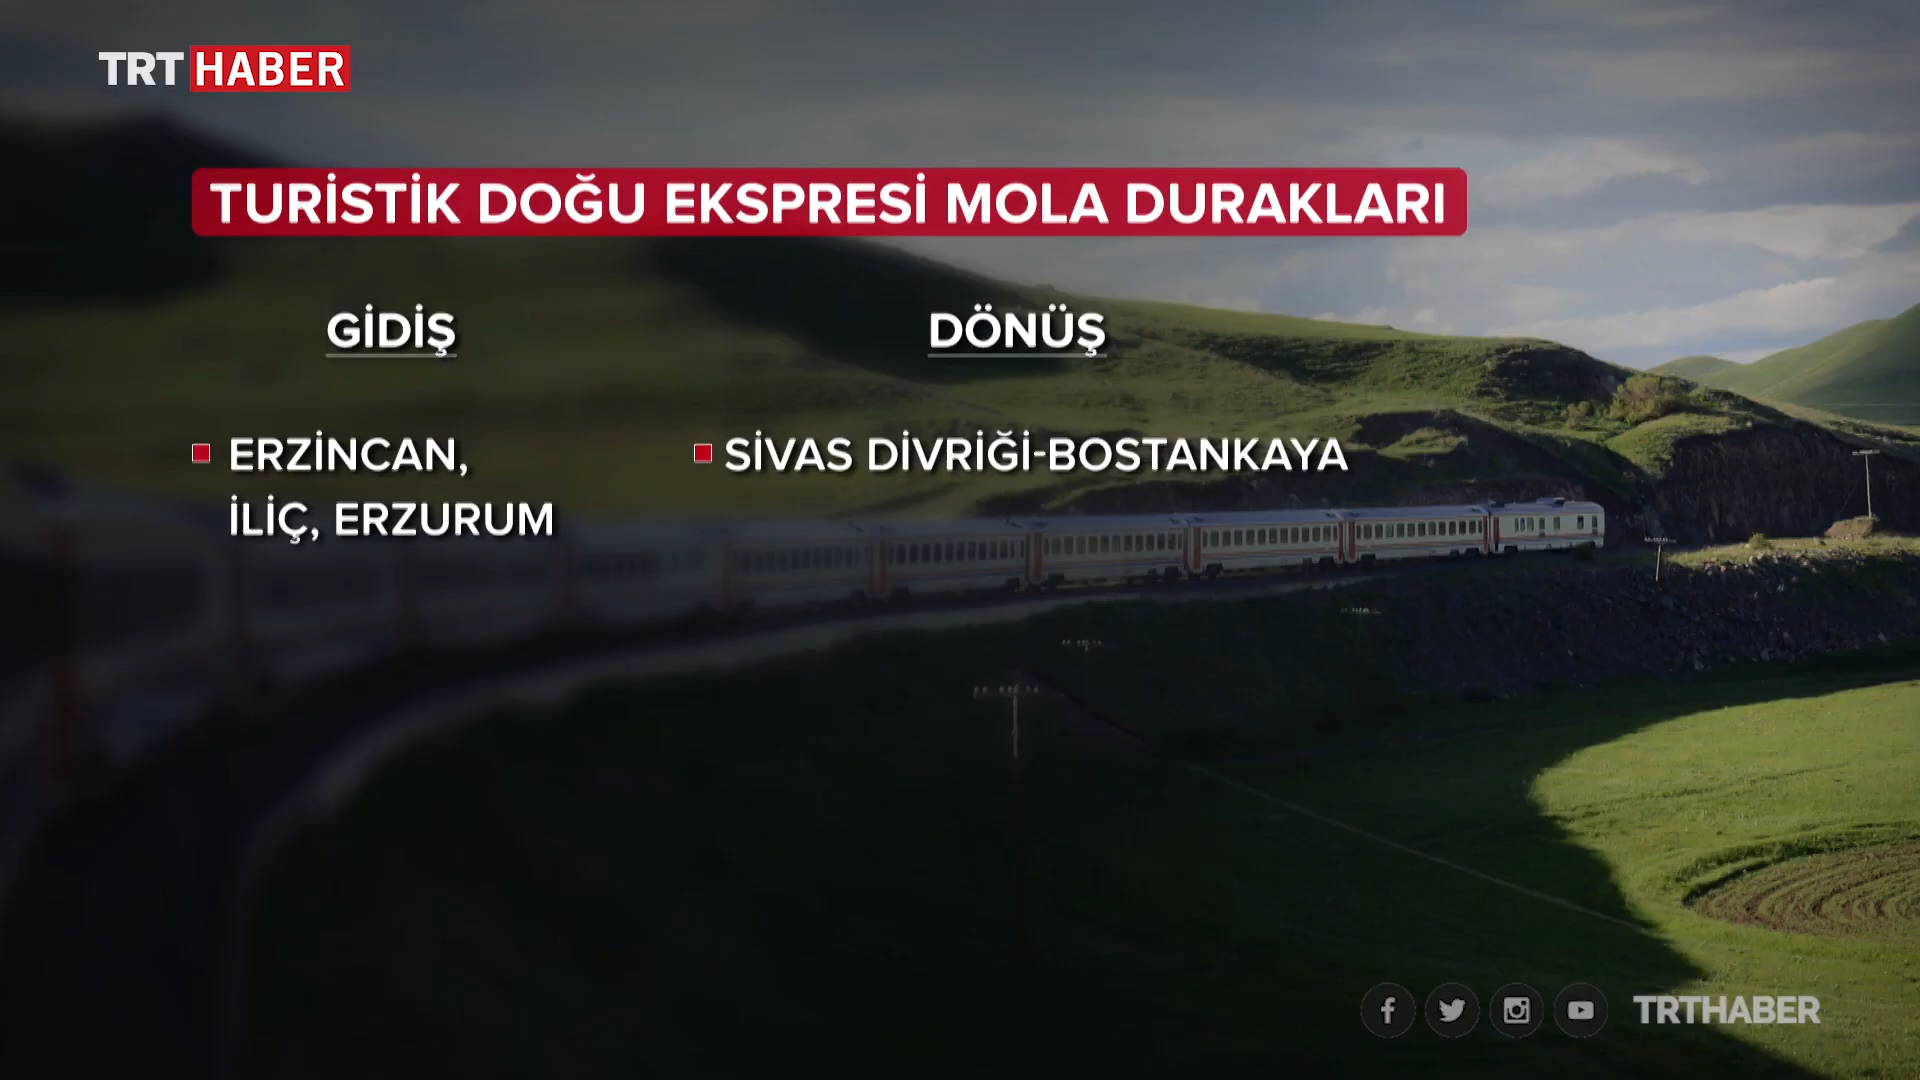 TRT HABER
TURİSTİK DOĞU EKSPRESİ MOLA DURAKLARI
GİDİŞ
ERZİNCAN,
İLİÇ, ERZURUM
DÖNÜŞ
SİVAS DİVRİĞİ-BOSTANKAYA
TRTHABER